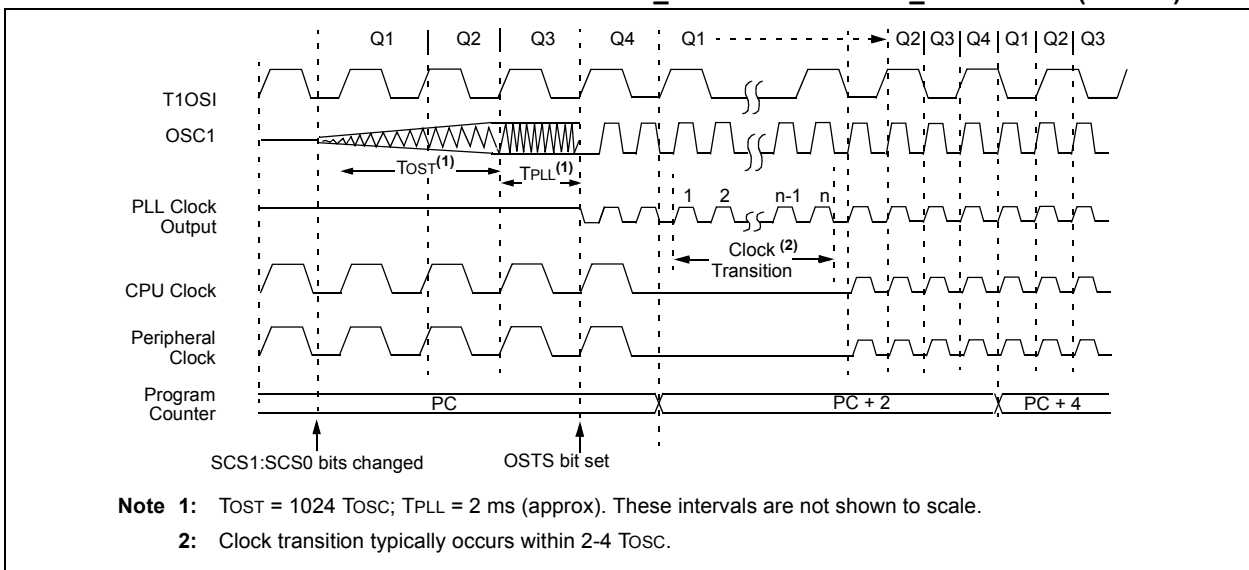 Q1 Q2 Q3 Q4 Q1 Q2 Q3 Q4 Q1 Q2 Q3
T1OSI
OSC1
TOST(1)
TPLL(1)
1 2 n-1 n
PLL Clock
Output
Clock (2)
Transition
CPU Clock
Peripheral
Clock
Program
Counter
PC
PC + 2
PC + 4
SCS1:SCS0 bits changed
OSTS bit set
Note 1: TOST = 1024 TOSC; TPLL = 2 ms (approx). These intervals are not shown to scale.
2: Clock transition typically occurs within 2-4 TOSC.